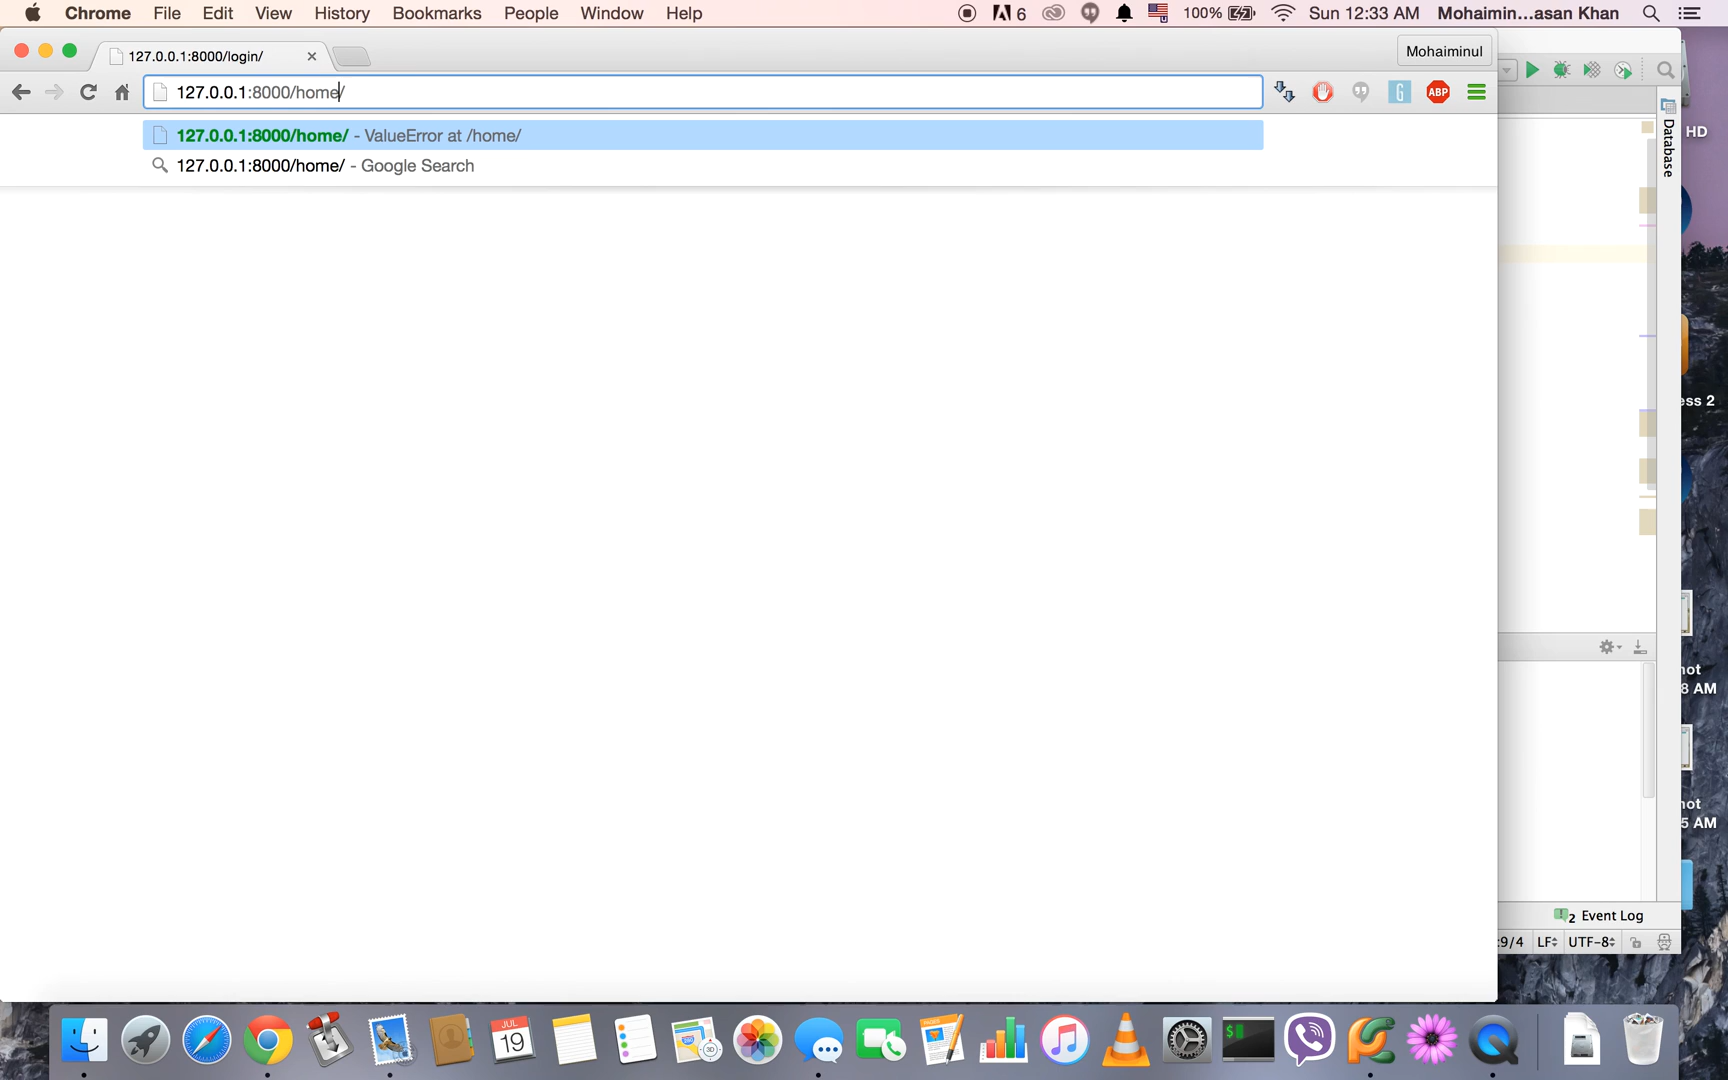 Chrome File Edit View History Bookmarks People Window Help 6 100% Sun 12:33 AM Mohaimin...asan Khan
127.0.0.1:8000/login/ Mohaiminul
127.0.0.1:8000/home/ G ABP
127.0.0.1:8000/home/ - ValueError at /home/
127.0.0.1:8000/home/ - Google Search
Database
HD
ess 2
not
8 AM
not
5 AM
2 Event Log
:9/4 LF UTF-8
JUL
19
3D
$